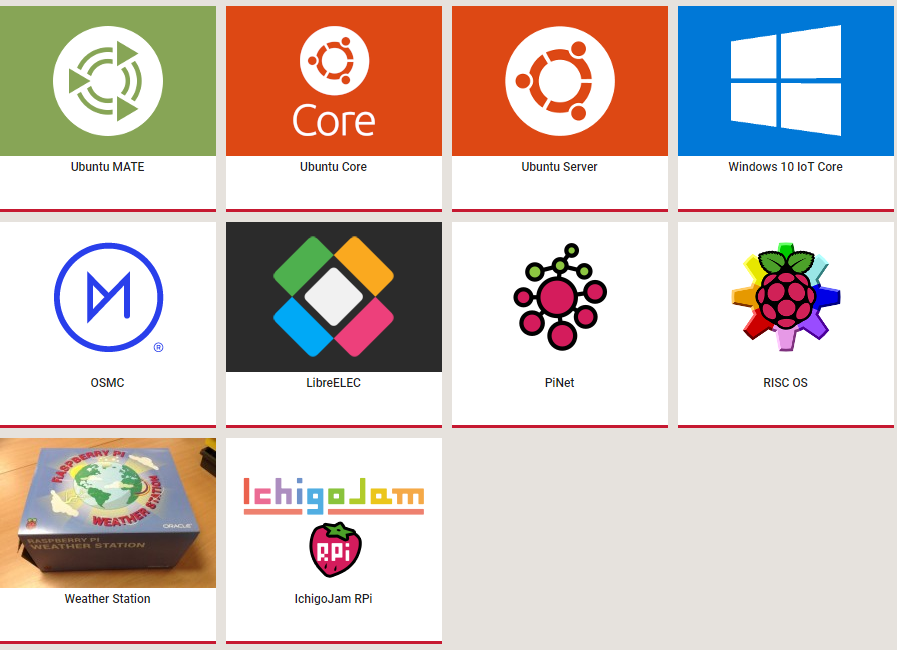 Core
Ubuntu MATE
Ubuntu Core
Ubuntu Server
Windows 10 IoT Core
®
OSMC
LibreELEC
PiNet
RISC OS
RASPBERRY PI
WEATHER STATION
ORACLE
RASPBERRY PI
WEATHER STATION
Weather Station
IchigoJam
RPi
IchigoJam RPi